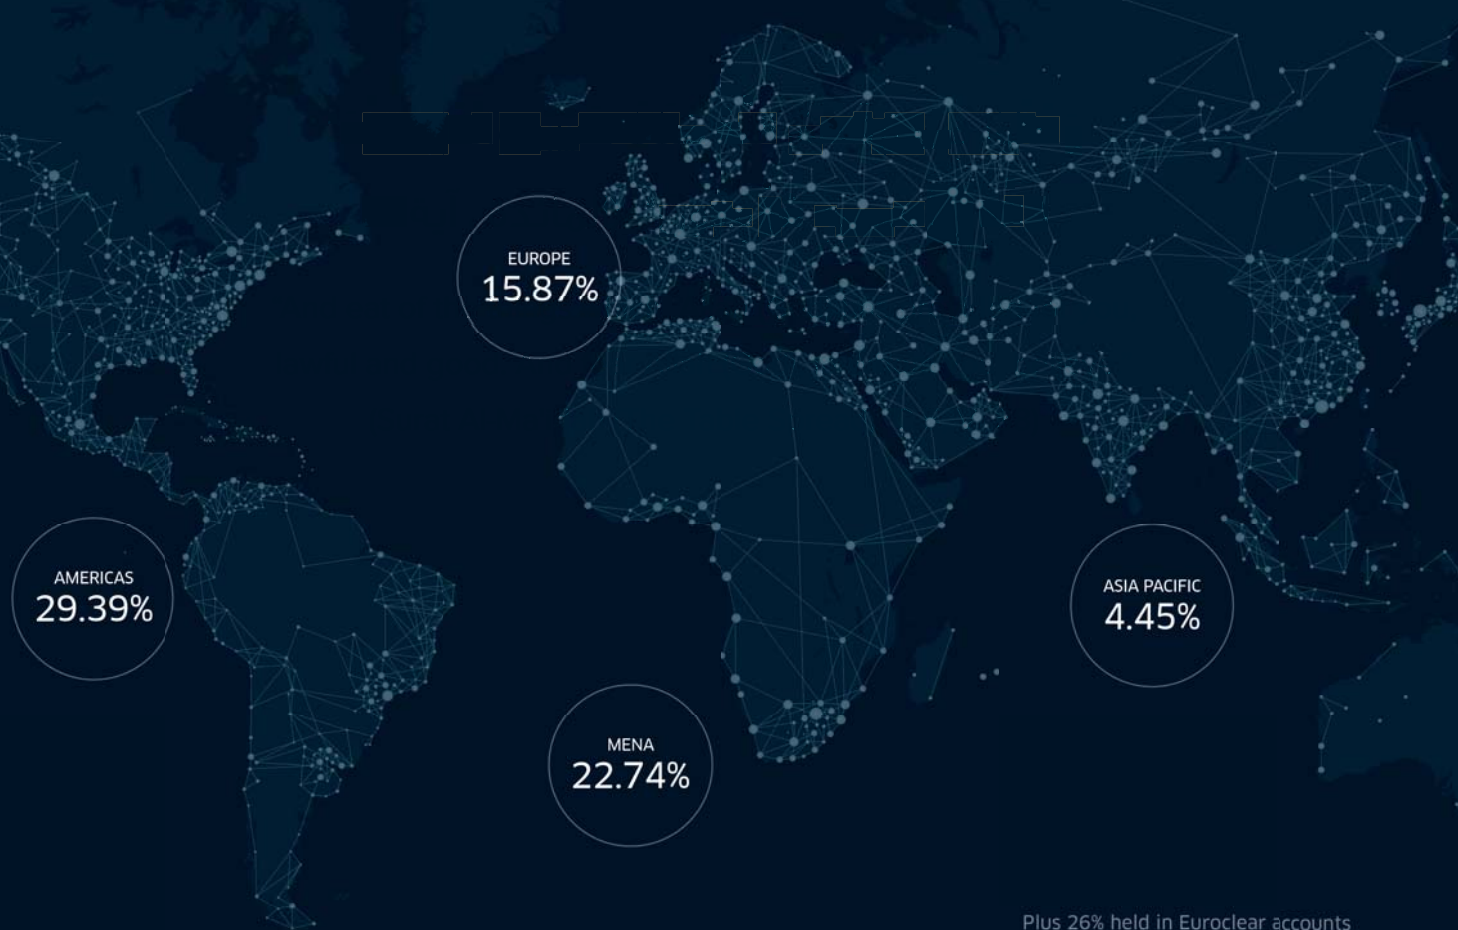 EUROPE
15.87%
AMERICAS
29.39%
ASIA PACIFIC
4.45%
MENA
22.74%
Plus 26% held in Euroclear accounts